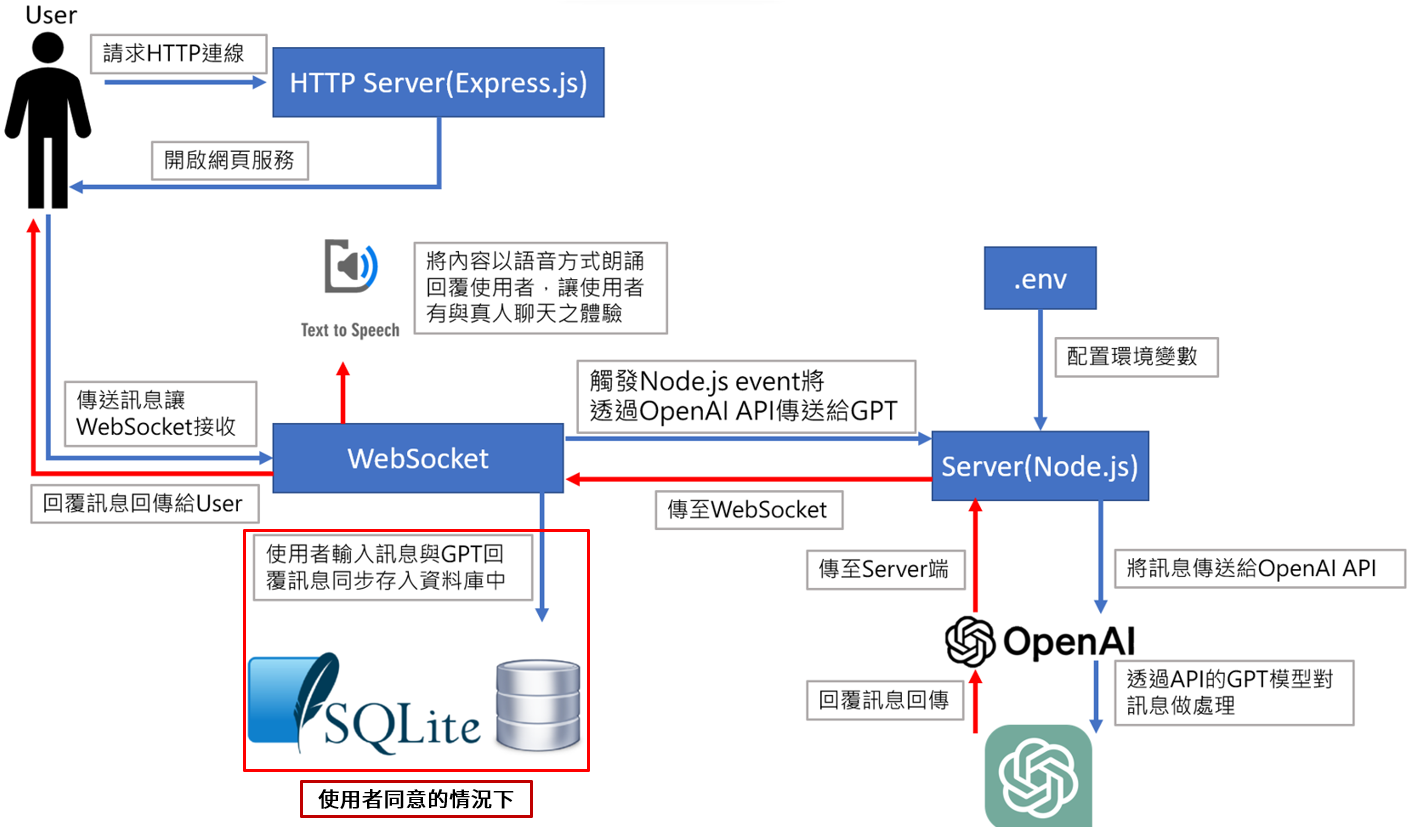 User
請求HTTP連線
HTTP Server(Express.js)
開啟網頁服務
將內容以語音方式朗誦
回覆使用者，讓使用者
有與真人聊天之體驗
Text to Speech
.env
配置環境變數
觸發Node.js event將
透過OpenAI API傳送給GPT
傳送訊息讓
WebSocket接收
WebSocket
Server(Node.js)
回覆訊息回傳給User
傳至WebSocket
使用者輸入訊息與GPT回
覆訊息同步存入資料庫中
傳至Server端
將訊息傳送給OpenAI API
OpenAI
SQLite
回覆訊息回傳
透過API的GPT模型對
訊息做處理
使用者同意的情況下